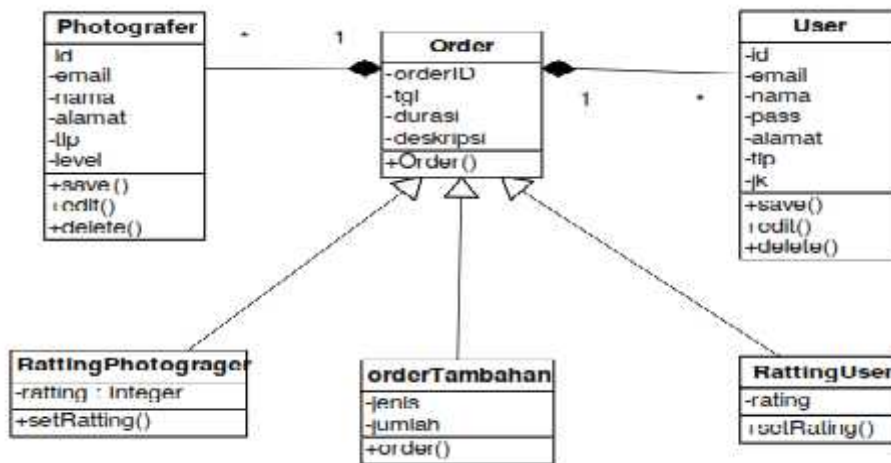 Photografer
-id
-email
-nama
-alamat
-tlp
-level
+save()
+edit()
+delete()
* 1
Order
-orderID
-tgl
-durasi
-deskripsi
+Order()
1 *
User
-id
-email
-nama
-pass
-alamat
-tlp
-jk
+save()
+edit()
+delete()
RattingPhotograger
-ratting : Integer
+setRatting()
orderTambahan
-jenis
-jumlah
+order()
RattingUser
-rating
+setRating()